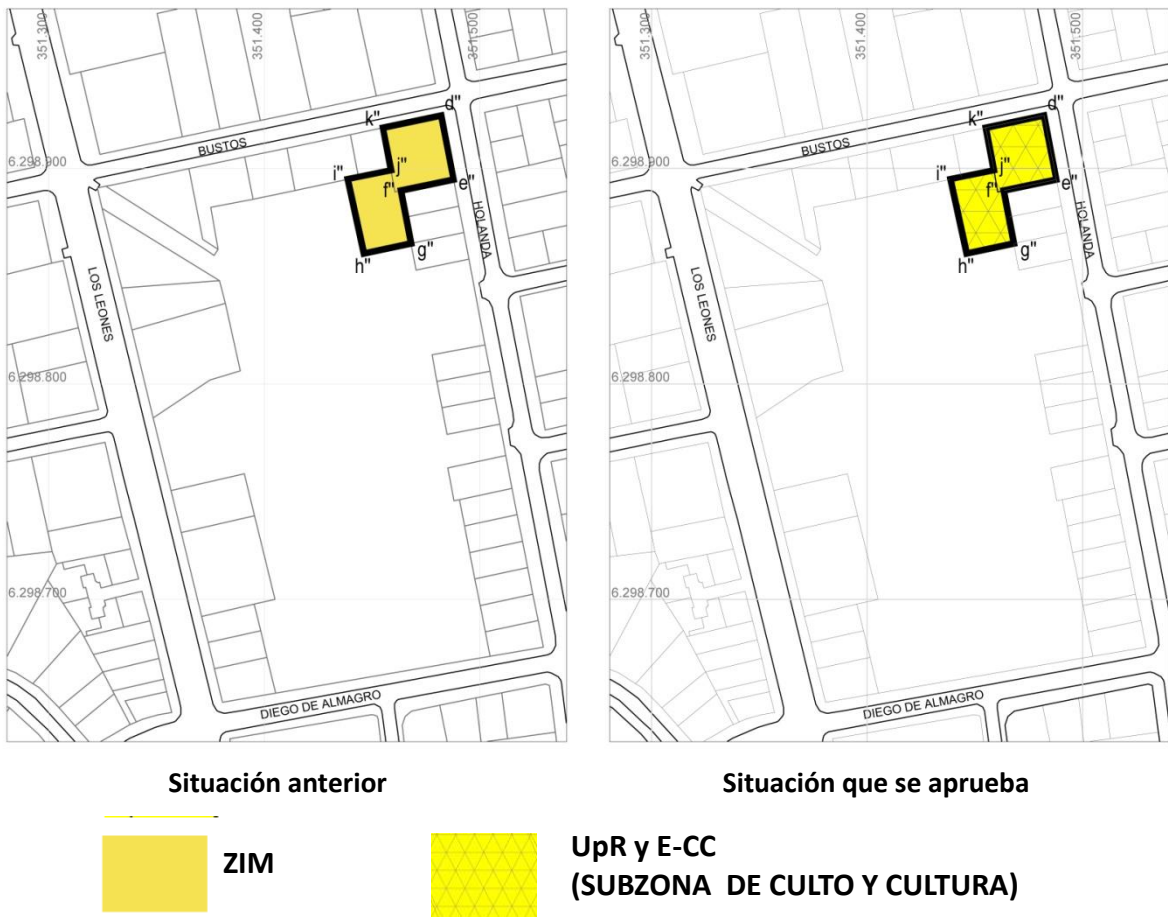 351.300
351.400
351.500
d"
k"
BUSTOS
6.298.900
j"
i"
f"
e"
HOLANDA
g"
h"
LOS LEONES
6.298.800
6.298.700
DIEGO DE ALMAGRO
351.300
351.400
351.500
d"
k"
BUSTOS
6.298.900
j"
i"
f"
e"
HOLANDA
g"
h"
LOS LEONES
6.298.800
6.298.700
DIEGO DE ALMAGRO
Situación anterior
Situación que se aprueba
ZIM
UpR y E-CC
(SUBZONA DE CULTO Y CULTURA)